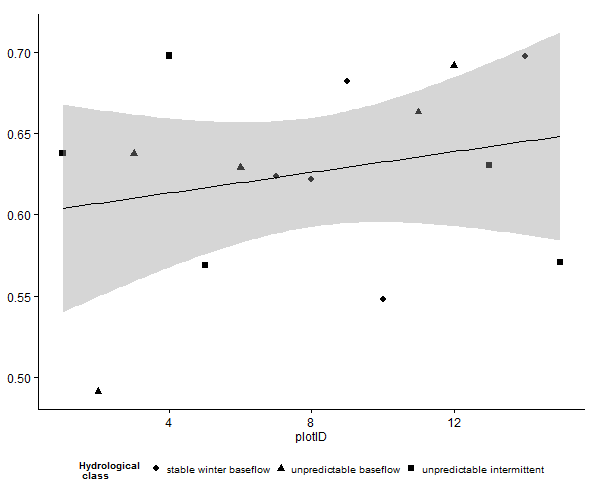 0.70
0.65
0.60
0.55
0.50
4 8 12
plotID
Hydrological
class
stable winter baseflow unpredictable baseflow unpredictable intermittent